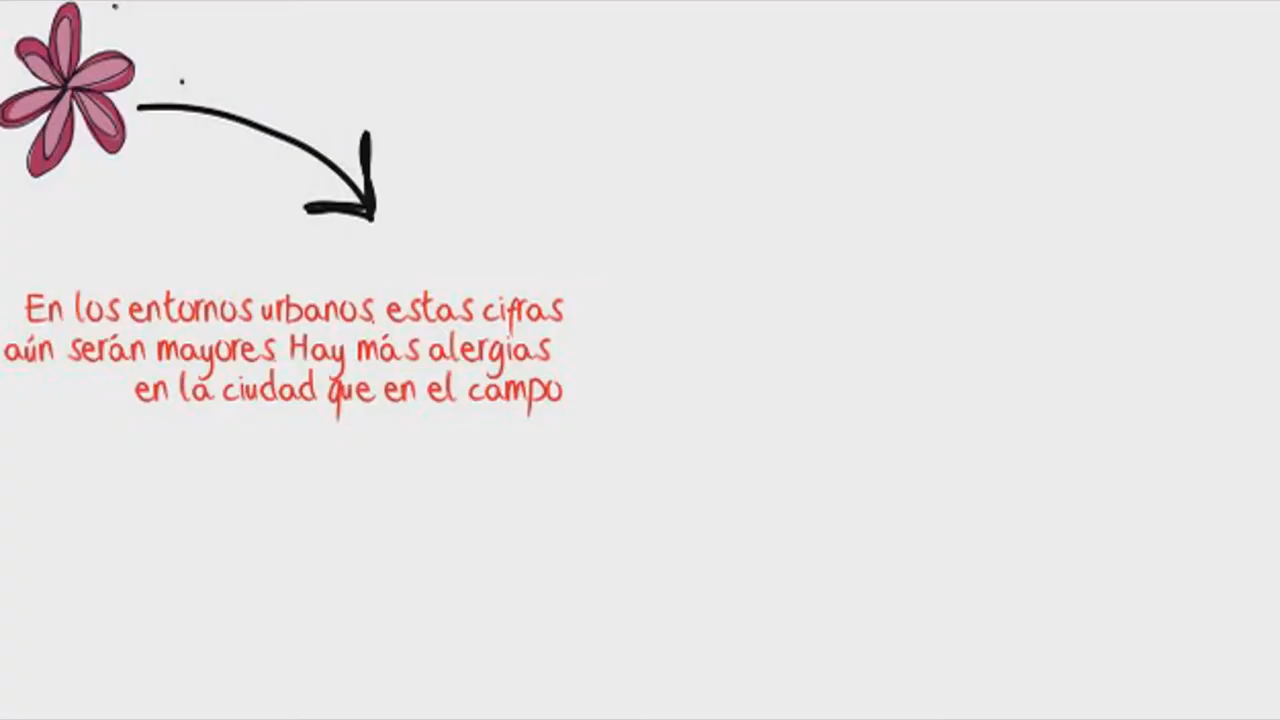 En los entornos urbanos, estas cifras
aún serán mayores. Hay más alergias
en la ciudad que en el campo